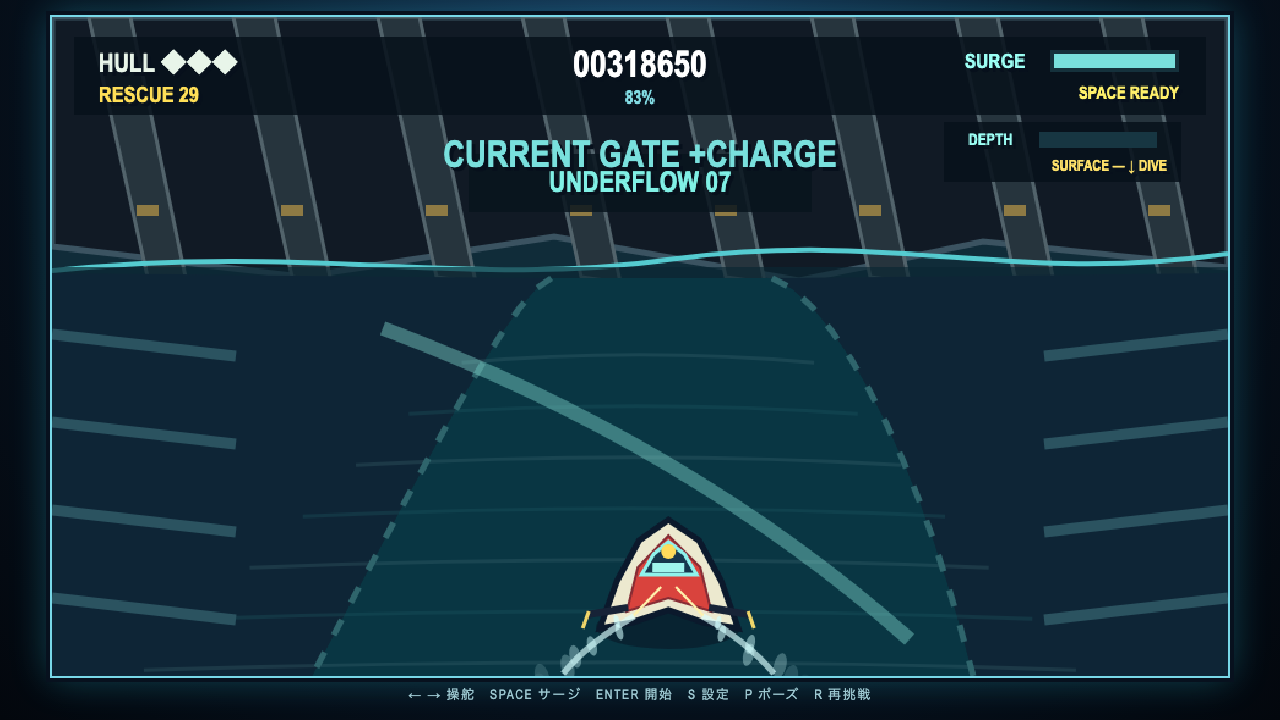 HULL
RESCUE 29
00318650
83%
SURGE
SPACE READY
DEPTH
SURFACE — ↓ DIVE
CURRENT GATE +CHARGE
UNDERFLOW 07
← → 操舵 SPACE サージ ENTER 開始 S 設定 P ポーズ R 再挑戦